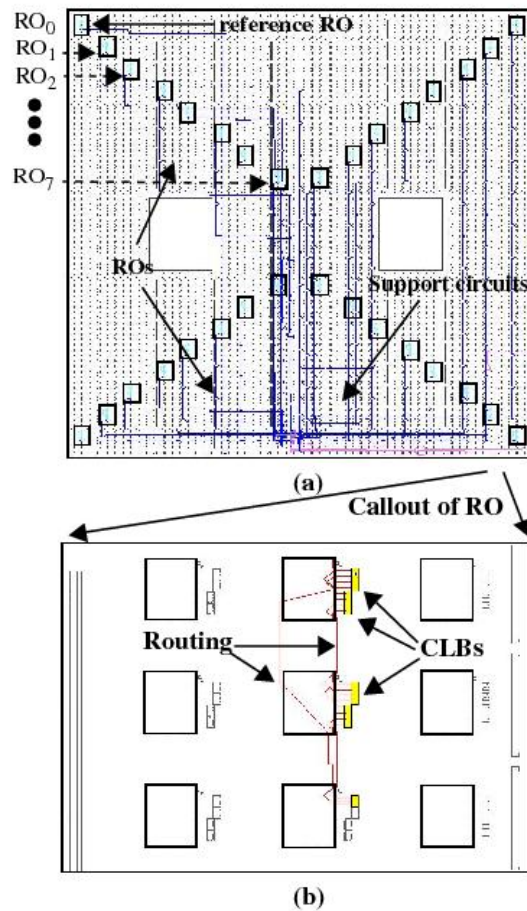 RO0
reference RO
RO1
RO2
RO7
ROs
Support circuits
(a)
Callout of RO
Routing
CLBs
(b)